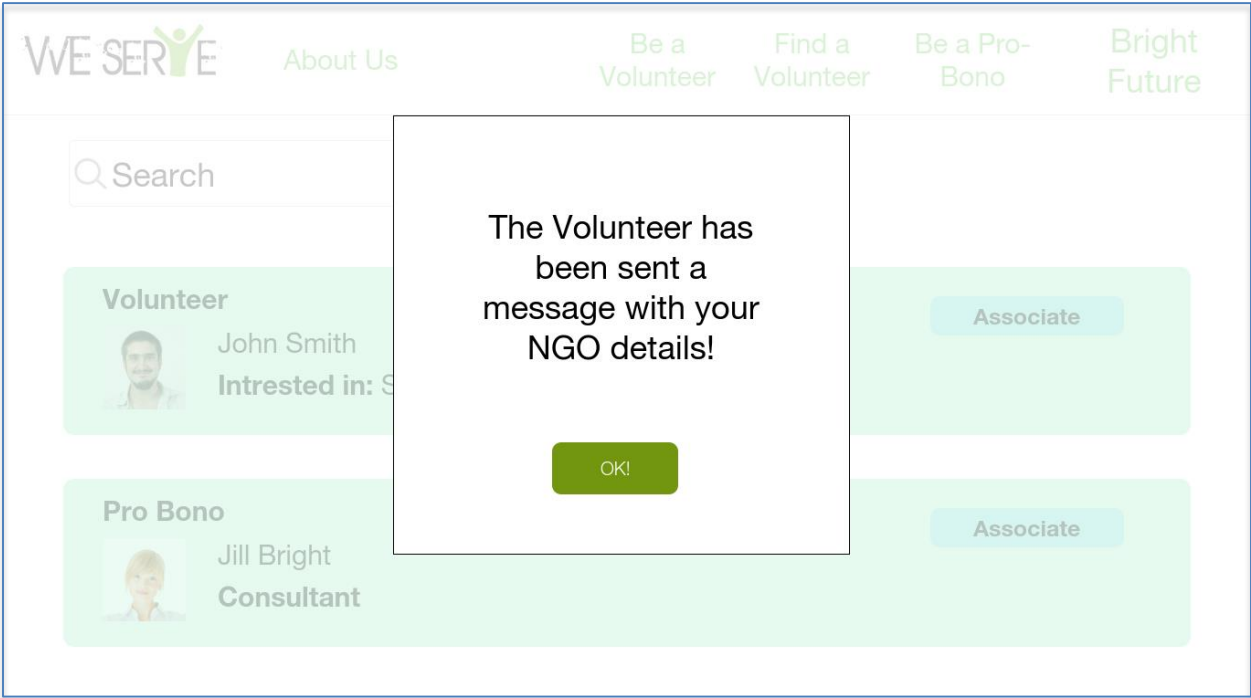 WE SERVE
About Us
Be a
Volunteer
Find a
Volunteer
Be a Pro-
Bono
Bright
Future
Search
The Volunteer has
been sent a
message with your
NGO details!
OK!
Volunteer
John Smith
Intrested in: S
Associate
Pro Bono
Jill Bright
Consultant
Associate